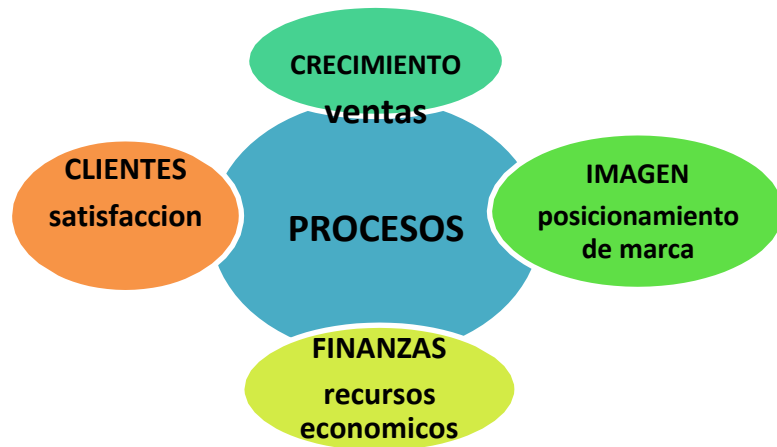 CRECIMIENTO
ventas
CLIENTES
satisfaccion
IMAGEN
posicionamiento
de marca
PROCESOS
FINANZAS
recursos
economicos